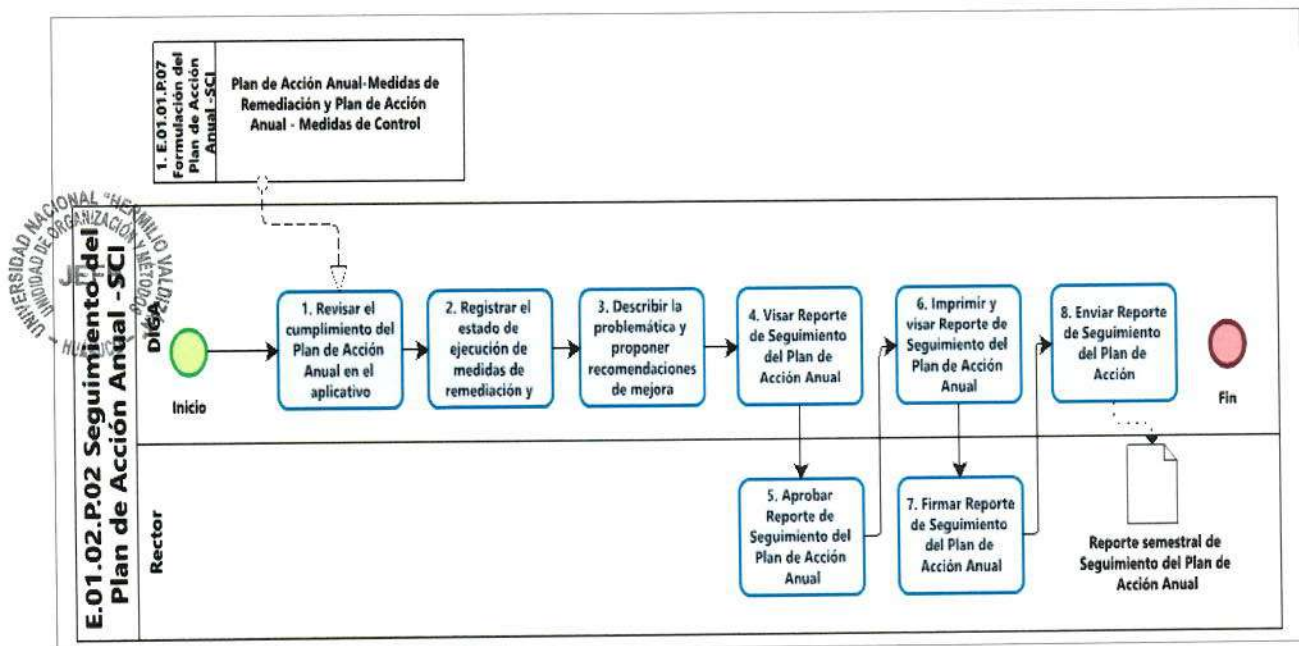 1. E.01.01.P.07
Formulación del
Plan de Acción
Anual -SCI
Plan de Acción Anual-Medidas de
Remediación y Plan de Acción
Anual - Medidas de Control
UNIVERSIDAD NACIONAL "HERMILIO VALDIZ
UNIDAD DE ORGANIZACIÓN Y METODOS
E.01.02.P.02 Seguimiento del
Plan de Acción Anual -SCI
DIGA
Inicio
1. Revisar el
cumplimiento del
Plan de Acción
Anual en el
aplicativo
2. Registrar el
estado de
ejecución de
medidas de
remediación y
3. Describir la
problemática y
proponer
recomendaciones
de mejora
4. Visar Reporte
de Seguimiento
del Plan de
Acción Anual
6. Imprimir y
visar Reporte de
Seguimiento del
Plan de Acción
Anual
8. Enviar Reporte
de Seguimiento
del Plan de
Acción
Fin
Rector
5. Aprobar
Reporte de
Seguimiento del
Plan de Acción
Anual
7. Firmar Reporte
de Seguimiento
del Plan de
Acción Anual
Reporte semestral de
Seguimiento del Plan de
Acción Anual